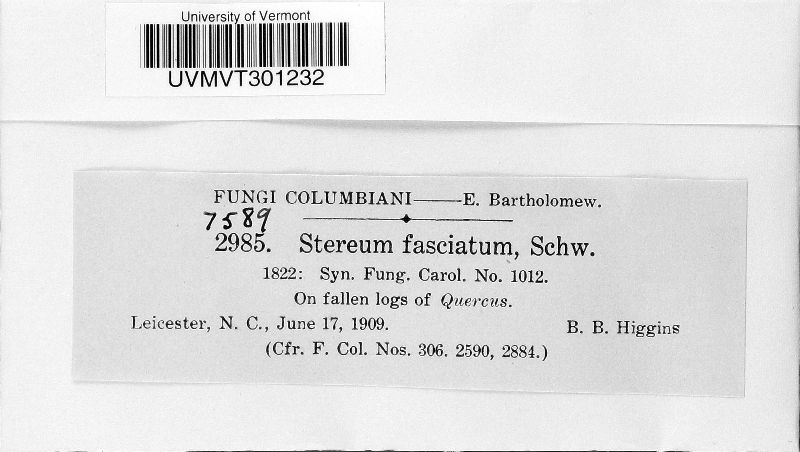 University of Vermont
UVMVT301232
FUNGI COLUMBIANI——E. Bartholomew.
7589
2985. Stereum fasciatum, Schw.
1822: Syn. Fung. Carol. No. 1012.
On fallen logs of Quercus.
Leicester, N. C., June 17, 1909. B. B. Higgins
(Cfr. F. Col. Nos. 306. 2590, 2884.)